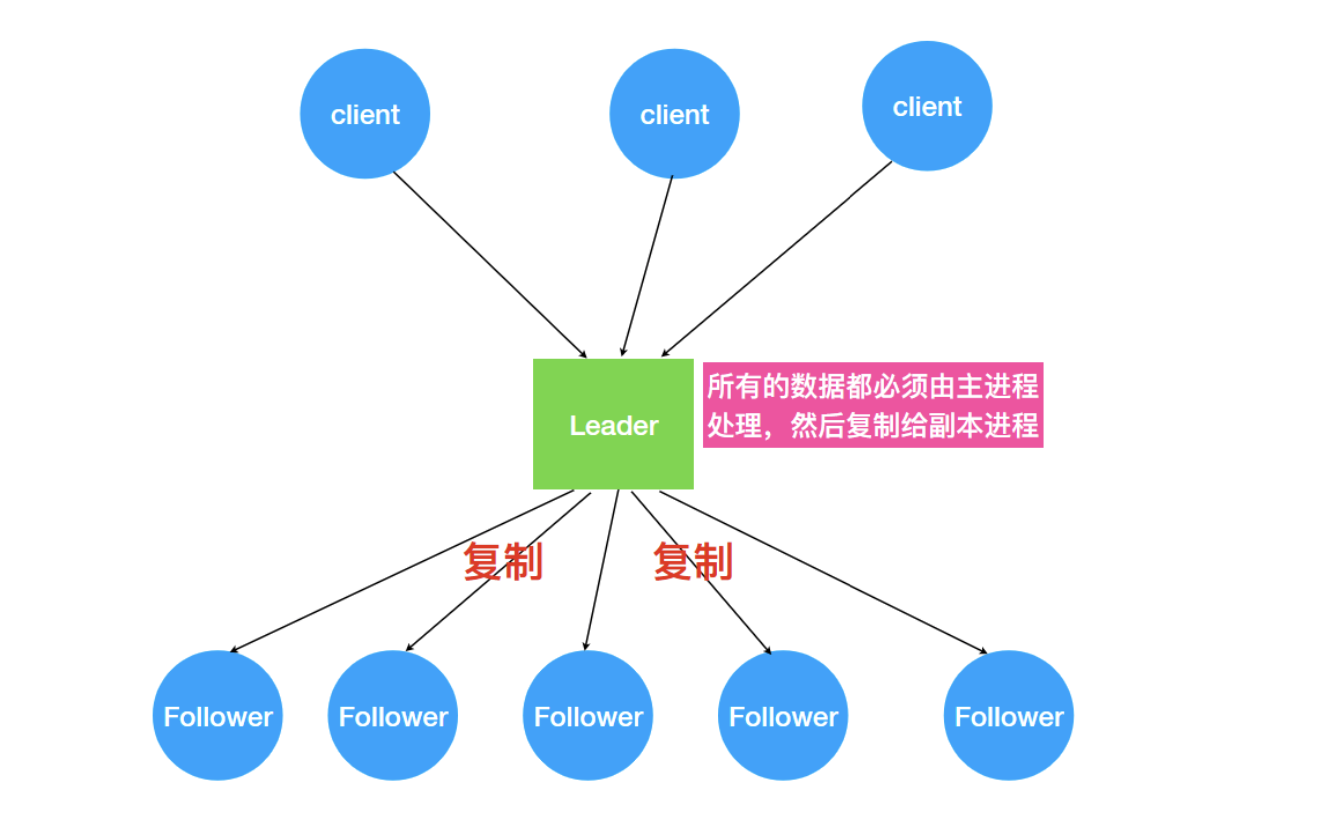 client
client
client
Leader
所有的数据都必须由主进程
处理，然后复制给副本进程
复制
复制
Follower
Follower
Follower
Follower
Follower